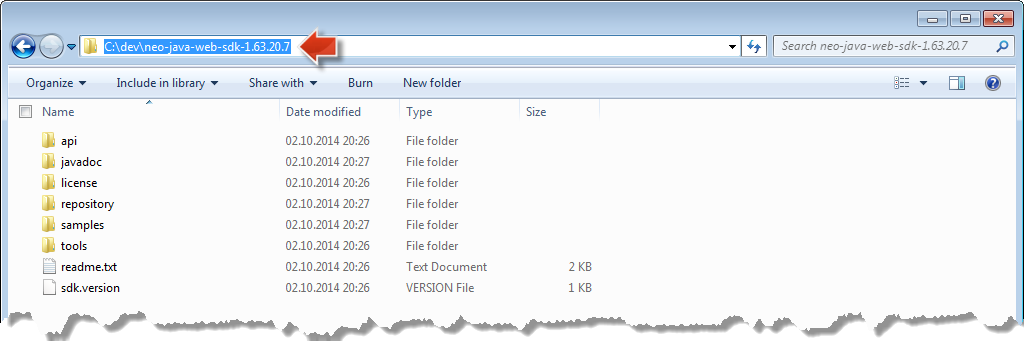 C:\dev\neo-java-web-sdk-1.63.20.7 Search neo-java-web-sdk-1.63.20.7
Organize Include in library Share with Burn New folder
Name Date modified Type Size
api 02.10.2014 20:26 File folder
javadoc 02.10.2014 20:27 File folder
license 02.10.2014 20:26 File folder
repository 02.10.2014 20:27 File folder
samples 02.10.2014 20:27 File folder
tools 02.10.2014 20:26 File folder
readme.txt 02.10.2014 20:26 Text Document 2 KB
sdk.version 02.10.2014 20:26 VERSION File 1 KB